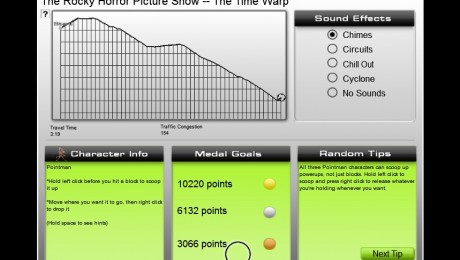 The Rocky Horror Picture Show -- The Time Warp
?
Sound Effects
Chimes
Circuits
Chill Out
Cyclone
No Sounds
Travel Time
3:19
Traffic Congestion
154
Character Info
Pointman
*Hold left click before you hit a block to scoop
it up
*Move where you want it to go, then right click
to drop it
(Hold space to see hints)
Medal Goals
10220 points
6132 points
3066 points
Random Tips
All three Pointman characters can scoop up
powerups, not just blocks. Hold left click to
scoop and press right click to release whatever
you're holding whenever you want.
Next Tip